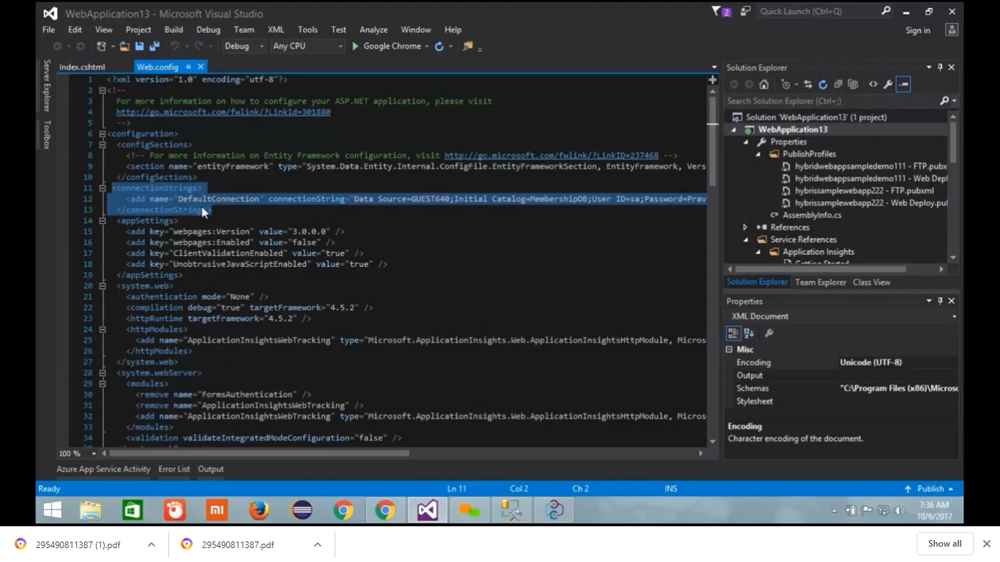 WebApplication13 - Microsoft Visual Studio
2
Quick Launch (Ctrl+Q)
File Edit View Project Build Debug Team XML Tools Test Analyze Window Help
Sign in
Debug Any CPU Google Chrome
Server Explorer
Toolbox
Index.cshtml Web.config
1 <?xml version="1.0" encoding="utf-8"?>
2 <!--
3 For more information on how to configure your ASP.NET application, please visit
4 http://go.microsoft.com/fwlink/?LinkId=301880
5 -->
6 <configuration>
7 <configSections>
8 <!-- For more information on Entity Framework configuration, visit http://go.microsoft.com/fwlink/?LinkID=237468 -->
9 <section name="entityFramework" type="System.Data.Entity.Internal.ConfigFile.EntityFrameworkSection, EntityFramework, Vers
10 </configSections>
11 <connectionStrings>
12 <add name="DefaultConnection" connectionString="Data Source=GUEST640;Initial Catalog=MembershipDB;User ID=sa;Password=Prav
13 </connectionStrings>
14 <appSettings>
15 <add key="webpages:Version" value="3.0.0.0" />
16 <add key="webpages:Enabled" value="false" />
17 <add key="ClientValidationEnabled" value="true" />
18 <add key="UnobtrusiveJavaScriptEnabled" value="true" />
19 </appSettings>
20 <system.web>
21 <authentication mode="None" />
22 <compilation debug="true" targetFramework="4.5.2" />
23 <httpRuntime targetFramework="4.5.2" />
24 <httpModules>
25 <add name="ApplicationInsightsWebTracking" type="Microsoft.ApplicationInsights.Web.ApplicationInsightsHttpModule, Micros
26 </httpModules>
27 </system.web>
28 <system.webServer>
29 <modules>
30 <remove name="FormsAuthentication" />
31 <remove name="ApplicationInsightsWebTracking" />
32 <add name="ApplicationInsightsWebTracking" type="Microsoft.ApplicationInsights.Web.ApplicationInsightsHttpModule, Micros
33 </modules>
34 <validation validateIntegratedModeConfiguration="false" />
100 %
Solution Explorer
Search Solution Explorer (Ctrl+;)
Solution 'WebApplication13' (1 project)
WebApplication13
Properties
PublishProfiles
hybridwebappsampledemo111 - FTP.pubx
hybridwebappsampledemo111 - Web Depl
hybrissamplewebapp222 - FTP.pubxml
hybrissamplewebapp222 - Web Deploy.pul
C# AssemblyInfo.cs
References
Service References
Application Insights
Solution Explorer Team Explorer Class View
Properties
XML Document
Misc
Encoding Unicode (UTF-8)
Output
Schemas "C:\Program Files (x86)\Microsc
Stylesheet
Encoding
Character encoding of the document.
Azure App Service Activity Error List Output
Ready Ln 11 Col 2 Ch 2 INS Publish
7:36 AM
10/6/2017
295490811387 (1).pdf 295490811387.pdf Show all